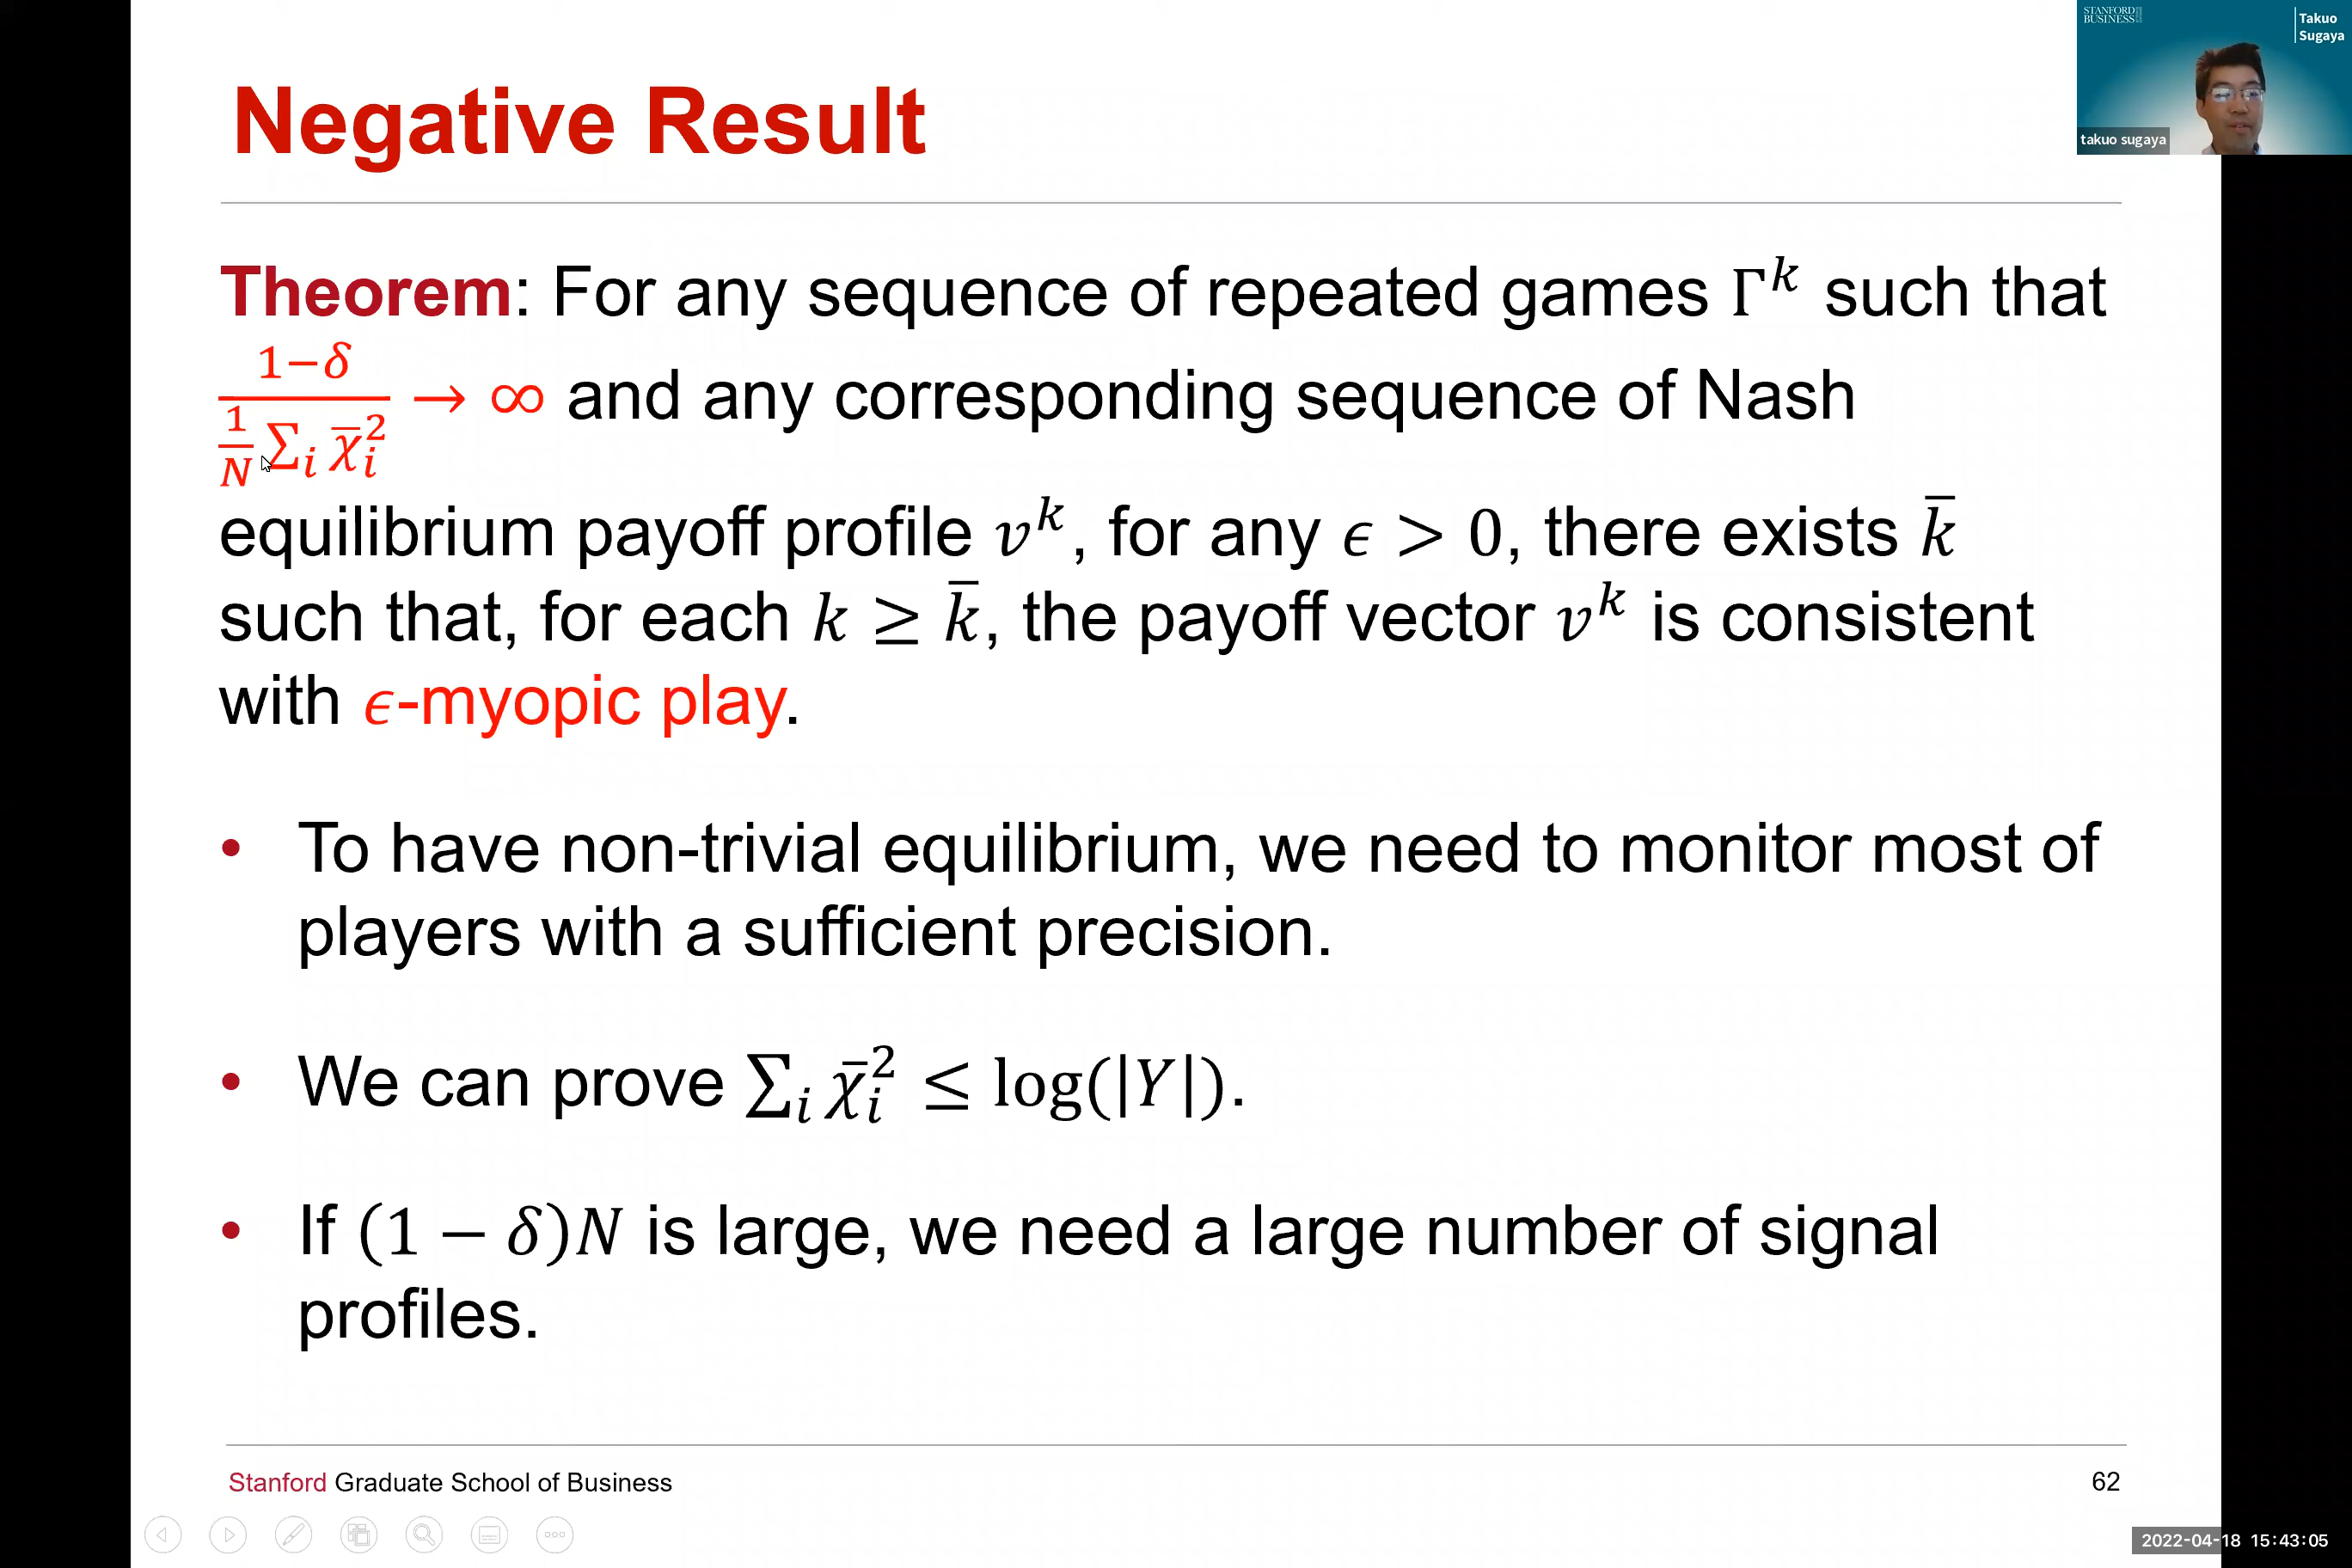 STANFORD
BUSINESS
Takuo
Sugaya
takuo sugaya
Negative Result
Theorem: For any sequence of repeated games Γ^k such that
(1−δ)/((1/N) ∑_i χ̄_i^2) → ∞ and any corresponding sequence of Nash
equilibrium payoff profile v^k, for any ϵ > 0, there exists k̄
such that, for each k ≥ k̄, the payoff vector v^k is consistent
with ϵ-myopic play.
• To have non-trivial equilibrium, we need to monitor most of
players with a sufficient precision.
• We can prove ∑_i χ̄_i^2 ≤ log(|Y|).
• If (1 − δ)N is large, we need a large number of signal
profiles.
Stanford Graduate School of Business
62
2022-04-18 15:43:05